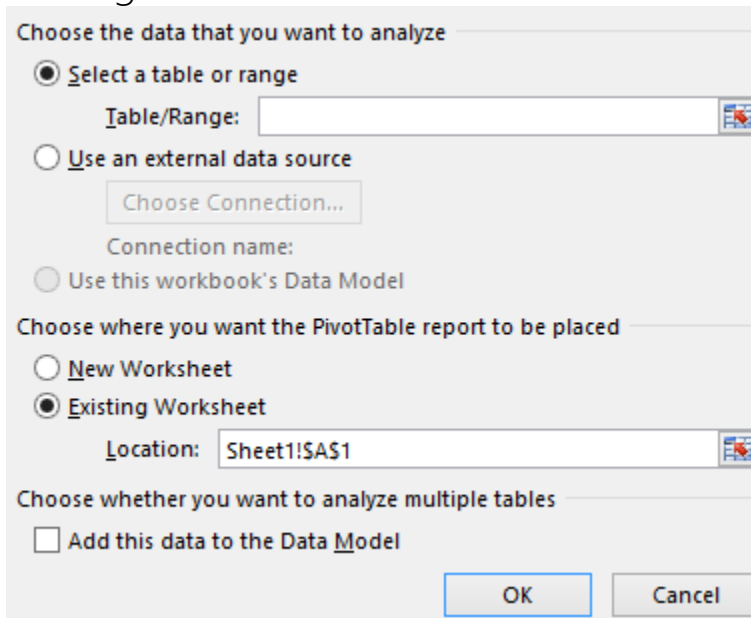 Choose the data that you want to analyze
Select a table or range
Table/Range:
Use an external data source
Choose Connection...
Connection name:
Use this workbook's Data Model
Choose where you want the PivotTable report to be placed
New Worksheet
Existing Worksheet
Location: Sheet1!$A$1
Choose whether you want to analyze multiple tables
Add this data to the Data Model
OK Cancel